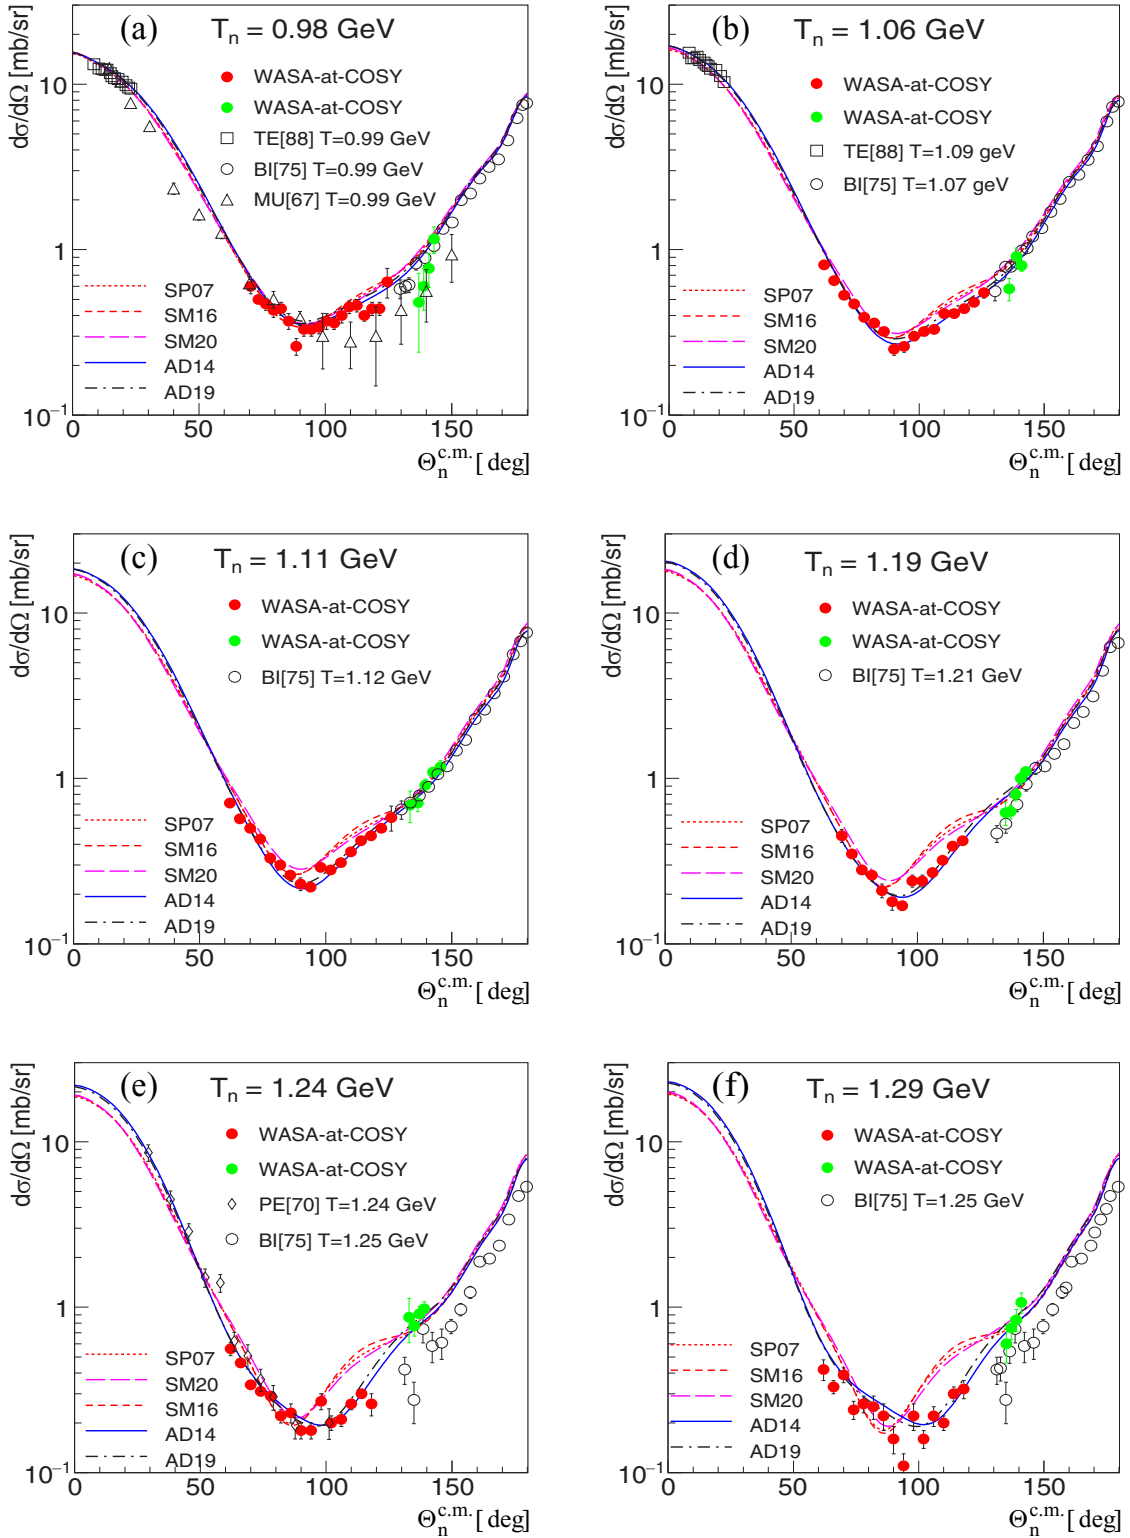 (a) T_n = 0.98 GeV
dσ/dΩ [mb/sr]
WASA-at-COSY
WASA-at-COSY
TE[88] T=0.99 GeV
BI[75] T=0.99 GeV
MU[67] T=0.99 GeV
10
1
10⁻¹
SP07
SM16
SM20
AD14
AD19
0 50 100 150
Θ_n^c.m. [deg]
(b) T_n = 1.06 GeV
dσ/dΩ [mb/sr]
WASA-at-COSY
WASA-at-COSY
TE[88] T=1.09 geV
BI[75] T=1.07 geV
10
1
10⁻¹
SP07
SM16
SM20
AD14
AD19
0 50 100 150
Θ_n^c.m. [deg]
(c) T_n = 1.11 GeV
dσ/dΩ [mb/sr]
WASA-at-COSY
WASA-at-COSY
BI[75] T=1.12 GeV
10
1
10⁻¹
SP07
SM16
SM20
AD14
AD19
0 50 100 150
Θ_n^c.m. [deg]
(d) T_n = 1.19 GeV
dσ/dΩ [mb/sr]
WASA-at-COSY
WASA-at-COSY
BI[75] T=1.21 GeV
10
1
10⁻¹
SP07
SM16
SM20
AD14
AD19
0 50 100 150
Θ_n^c.m. [deg]
(e) T_n = 1.24 GeV
dσ/dΩ [mb/sr]
WASA-at-COSY
WASA-at-COSY
PE[70] T=1.24 GeV
BI[75] T=1.25 GeV
10
1
10⁻¹
SP07
SM20
SM16
AD14
AD19
0 50 100 150
Θ_n^c.m. [deg]
(f) T_n = 1.29 GeV
dσ/dΩ [mb/sr]
WASA-at-COSY
WASA-at-COSY
BI[75] T=1.25 GeV
10
1
10⁻¹
SP07
SM16
SM20
AD14
AD19
0 50 100 150
Θ_n^c.m. [deg]